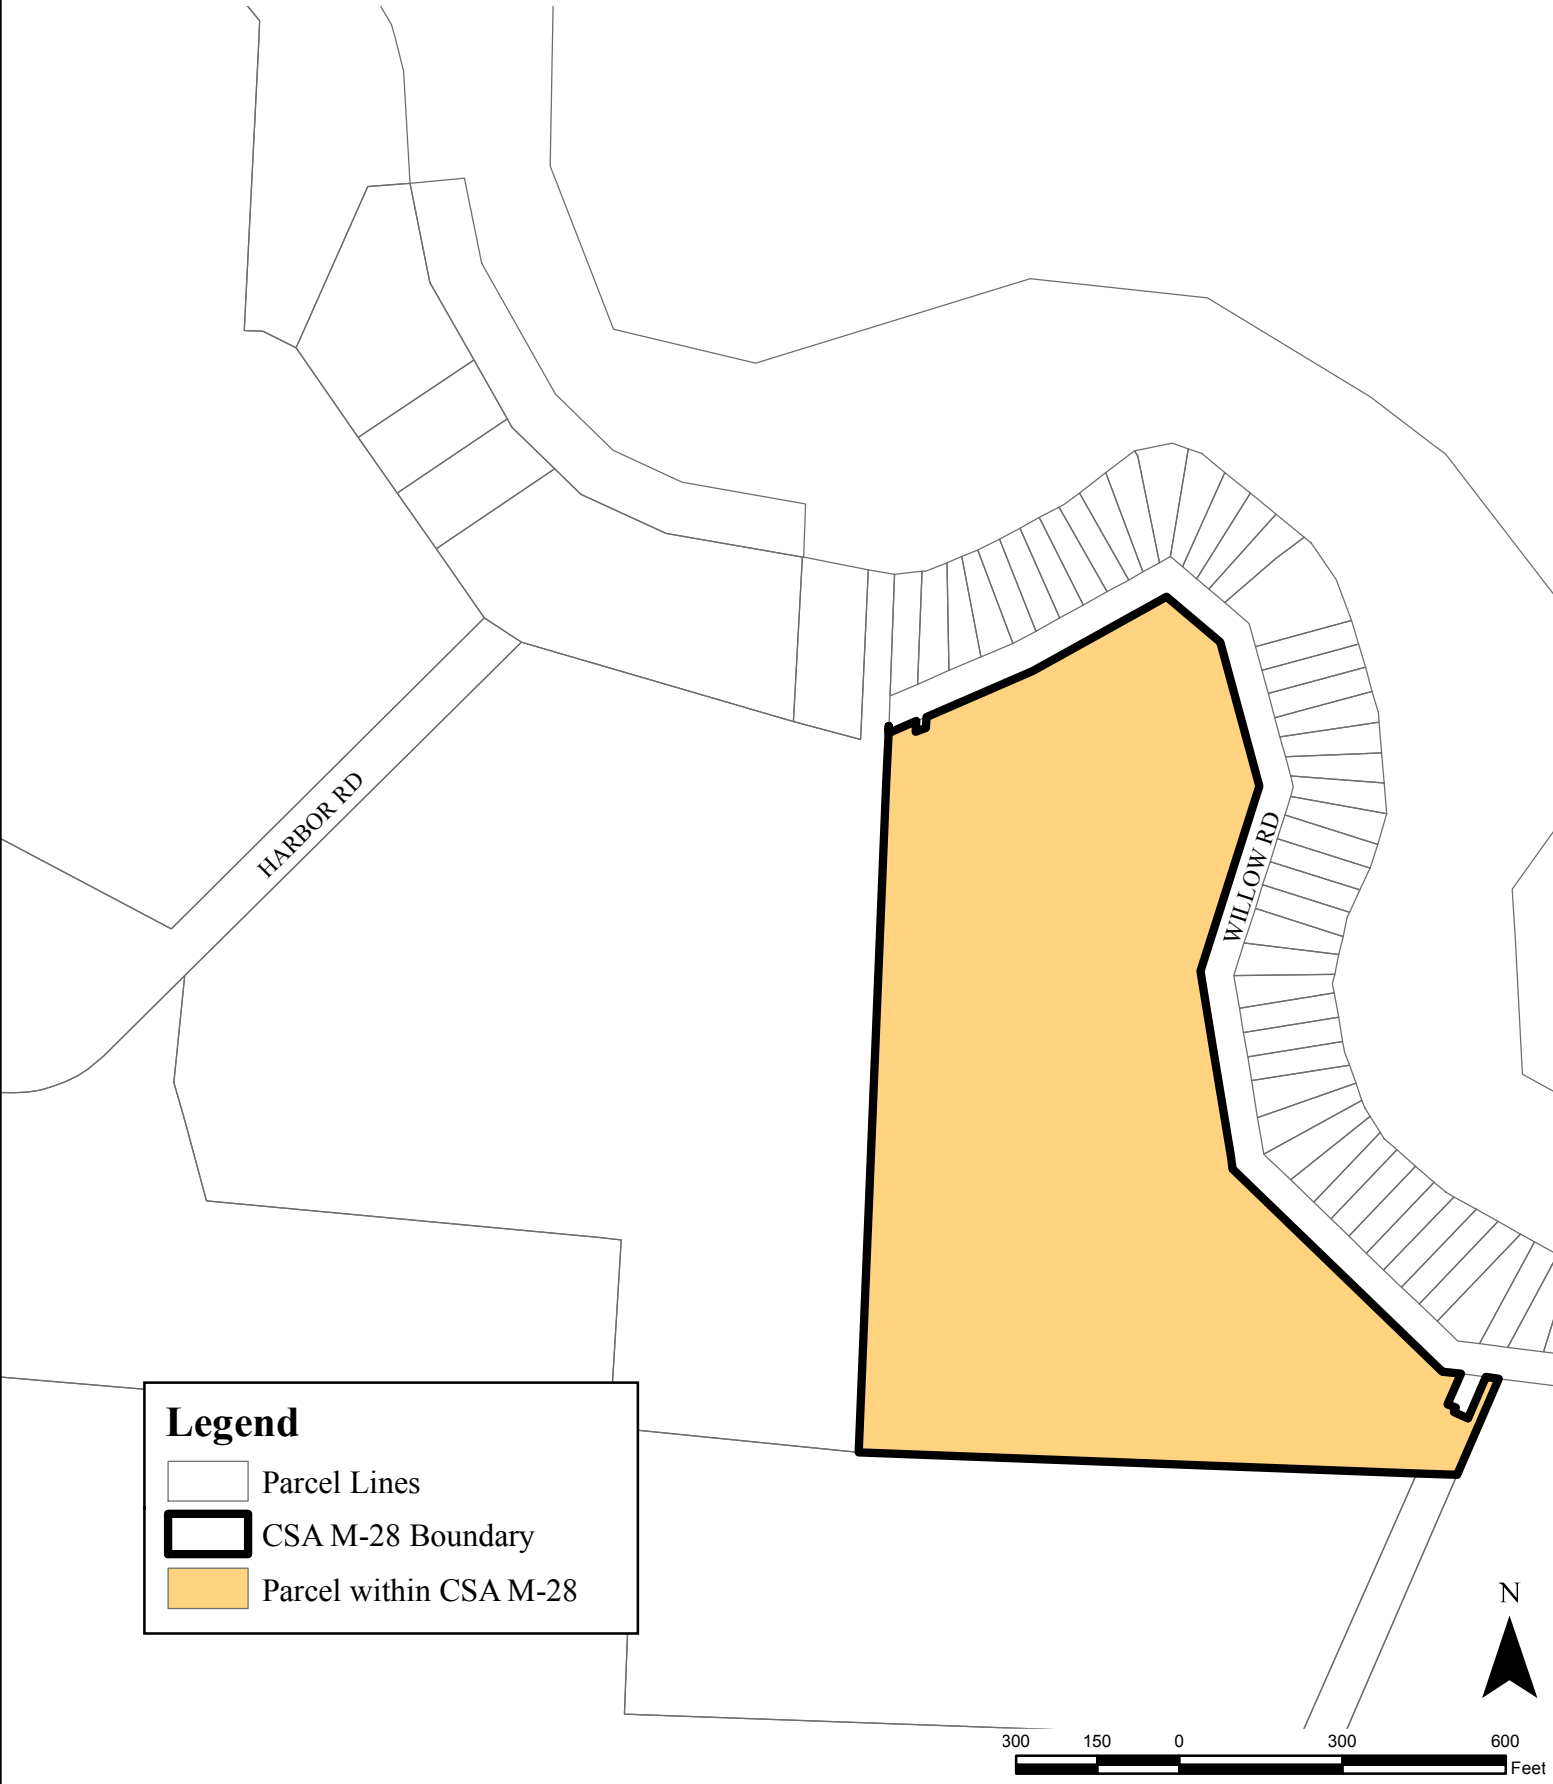 HARBOR RD
WILLOW RD
Legend
Parcel Lines
CSA M-28 Boundary
Parcel within CSA M-28
N
300 150 0 300 600
Feet